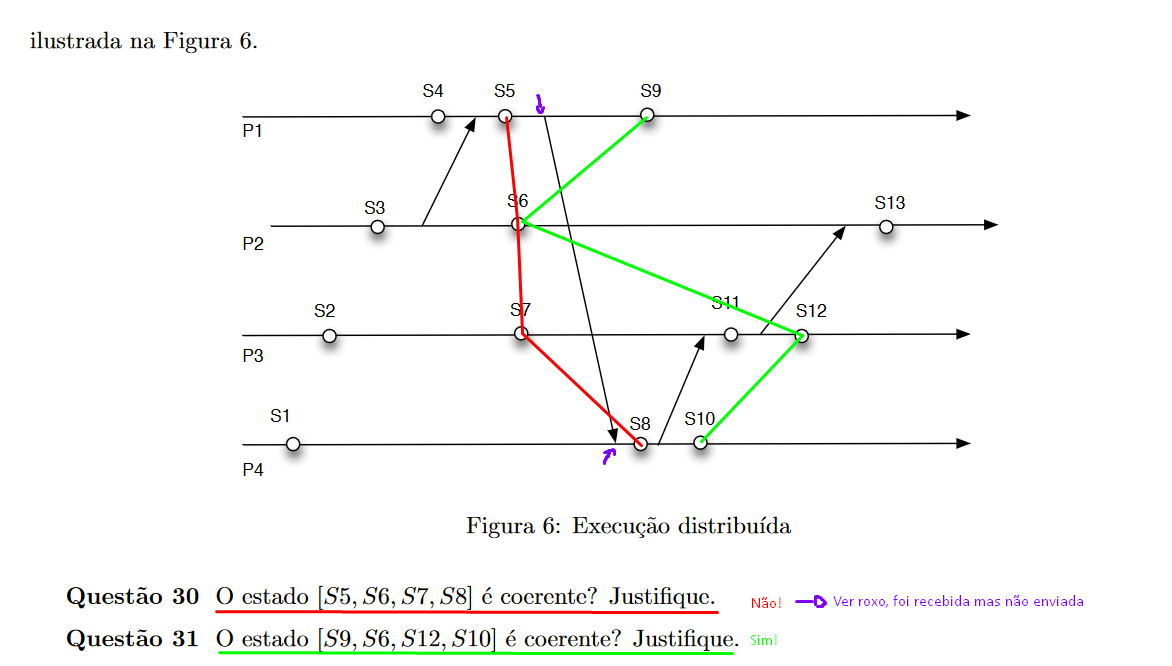 ilustrada na Figura 6.
S4 S5 S9
P1
S3 S6 S13
P2
S2 S7 S11 S12
P3
S1 S8 S10
P4
Figura 6: Execução distribuída
Questão 30 O estado [S5, S6, S7, S8] é coerente? Justifique. Não! Ver roxo, foi recebida mas não enviada
Questão 31 O estado [S9, S6, S12, S10] é coerente? Justifique. Sim!